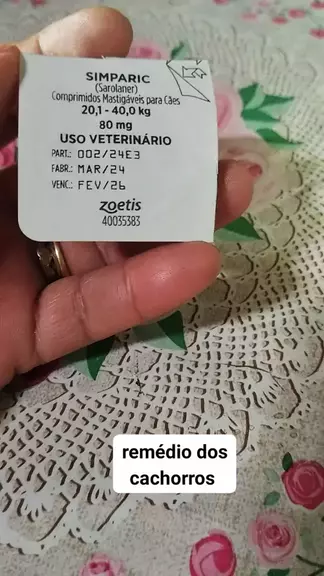 SIMPARIC
(Sarolaner)
Comprimidos Mastigáveis para Cães
20,1 - 40,0 kg
80 mg
USO VETERINÁRIO
PART.: 002/24E3
FABR.: MAR/24
VENC.: FEV/26
zoetis
40035383
remédio dos
cachorros